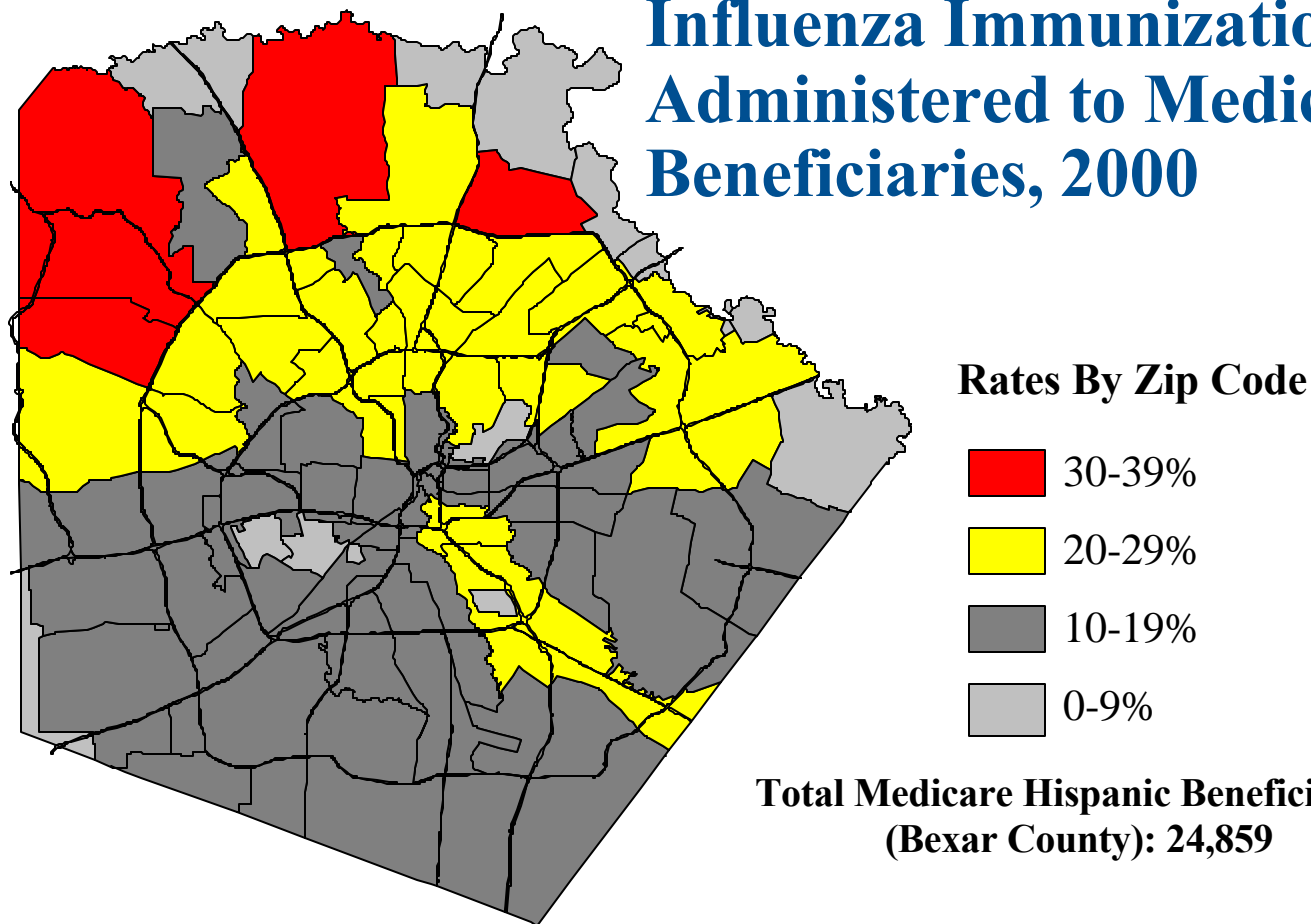 Influenza Immunizatio
Administered to Medic
Beneficiaries, 2000
Rates By Zip Code
30-39%
20-29%
10-19%
0-9%
Total Medicare Hispanic Benefici
(Bexar County): 24,859